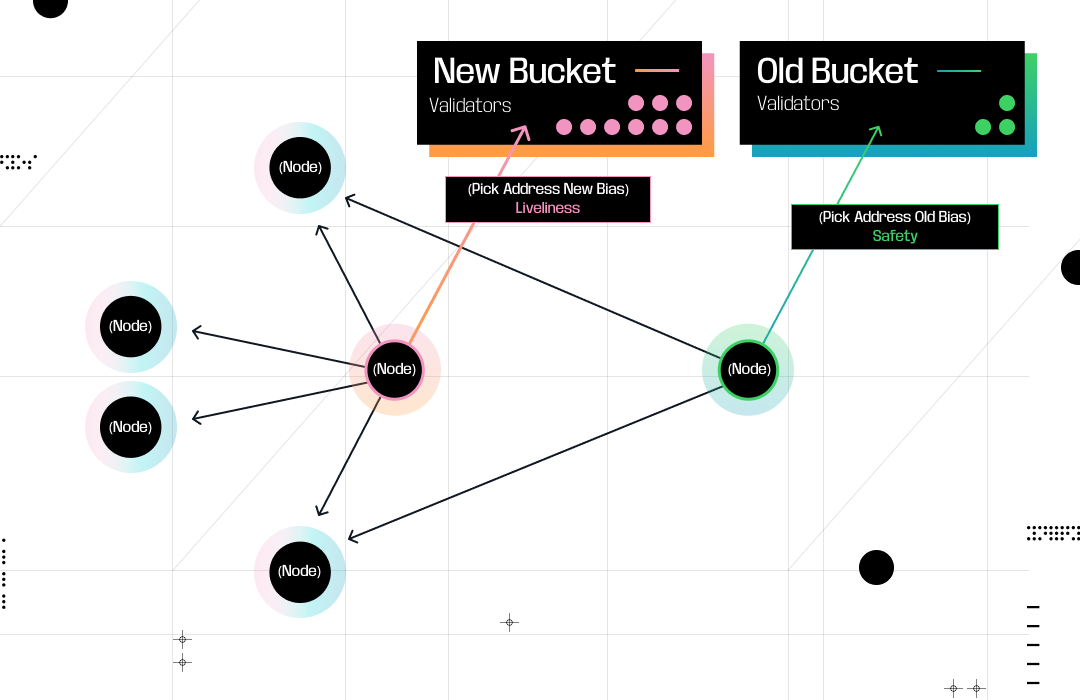 New Bucket
Validators
Old Bucket
Validators
(Node)
(Pick Address New Bias)
Liveliness
(Pick Address Old Bias)
Safety
(Node)
(Node)
(Node)
(Node)
(Node)
(Node)